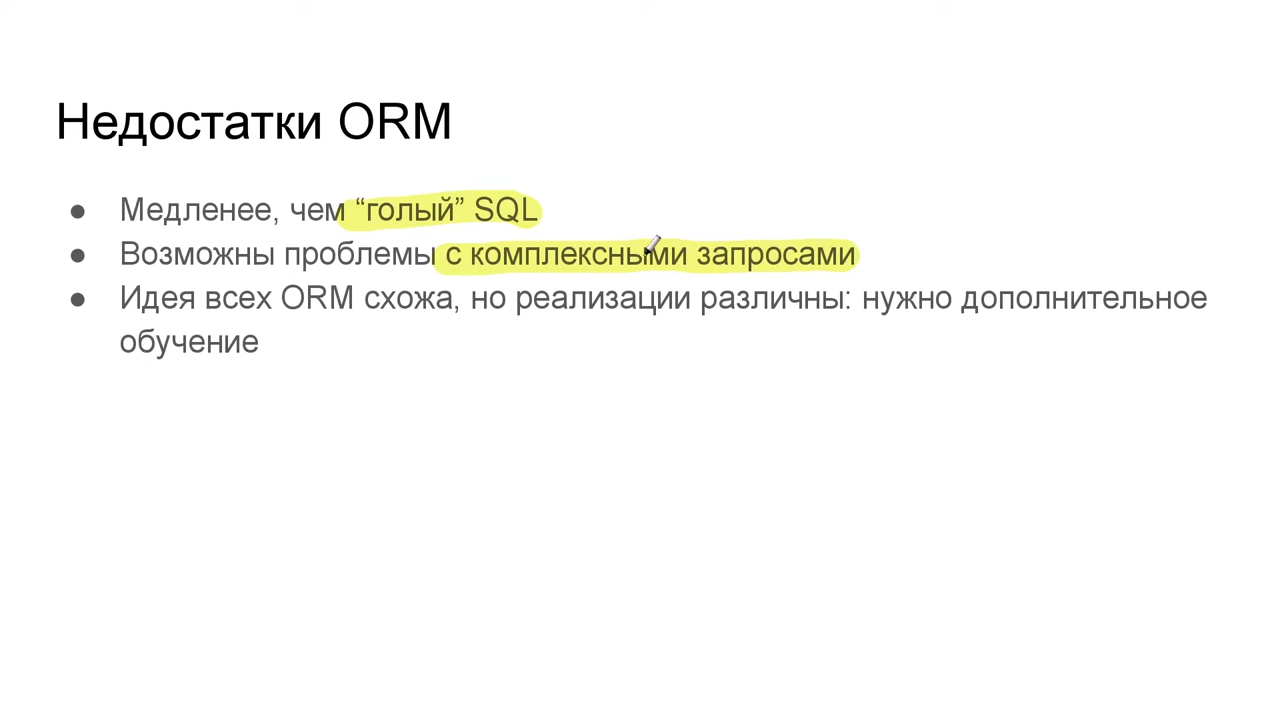 Недостатки ORM
● Медленее, чем “голый” SQL
● Возможны проблемы с комплексными запросами
● Идея всех ORM схожа, но реализации различны: нужно дополнительное
обучение